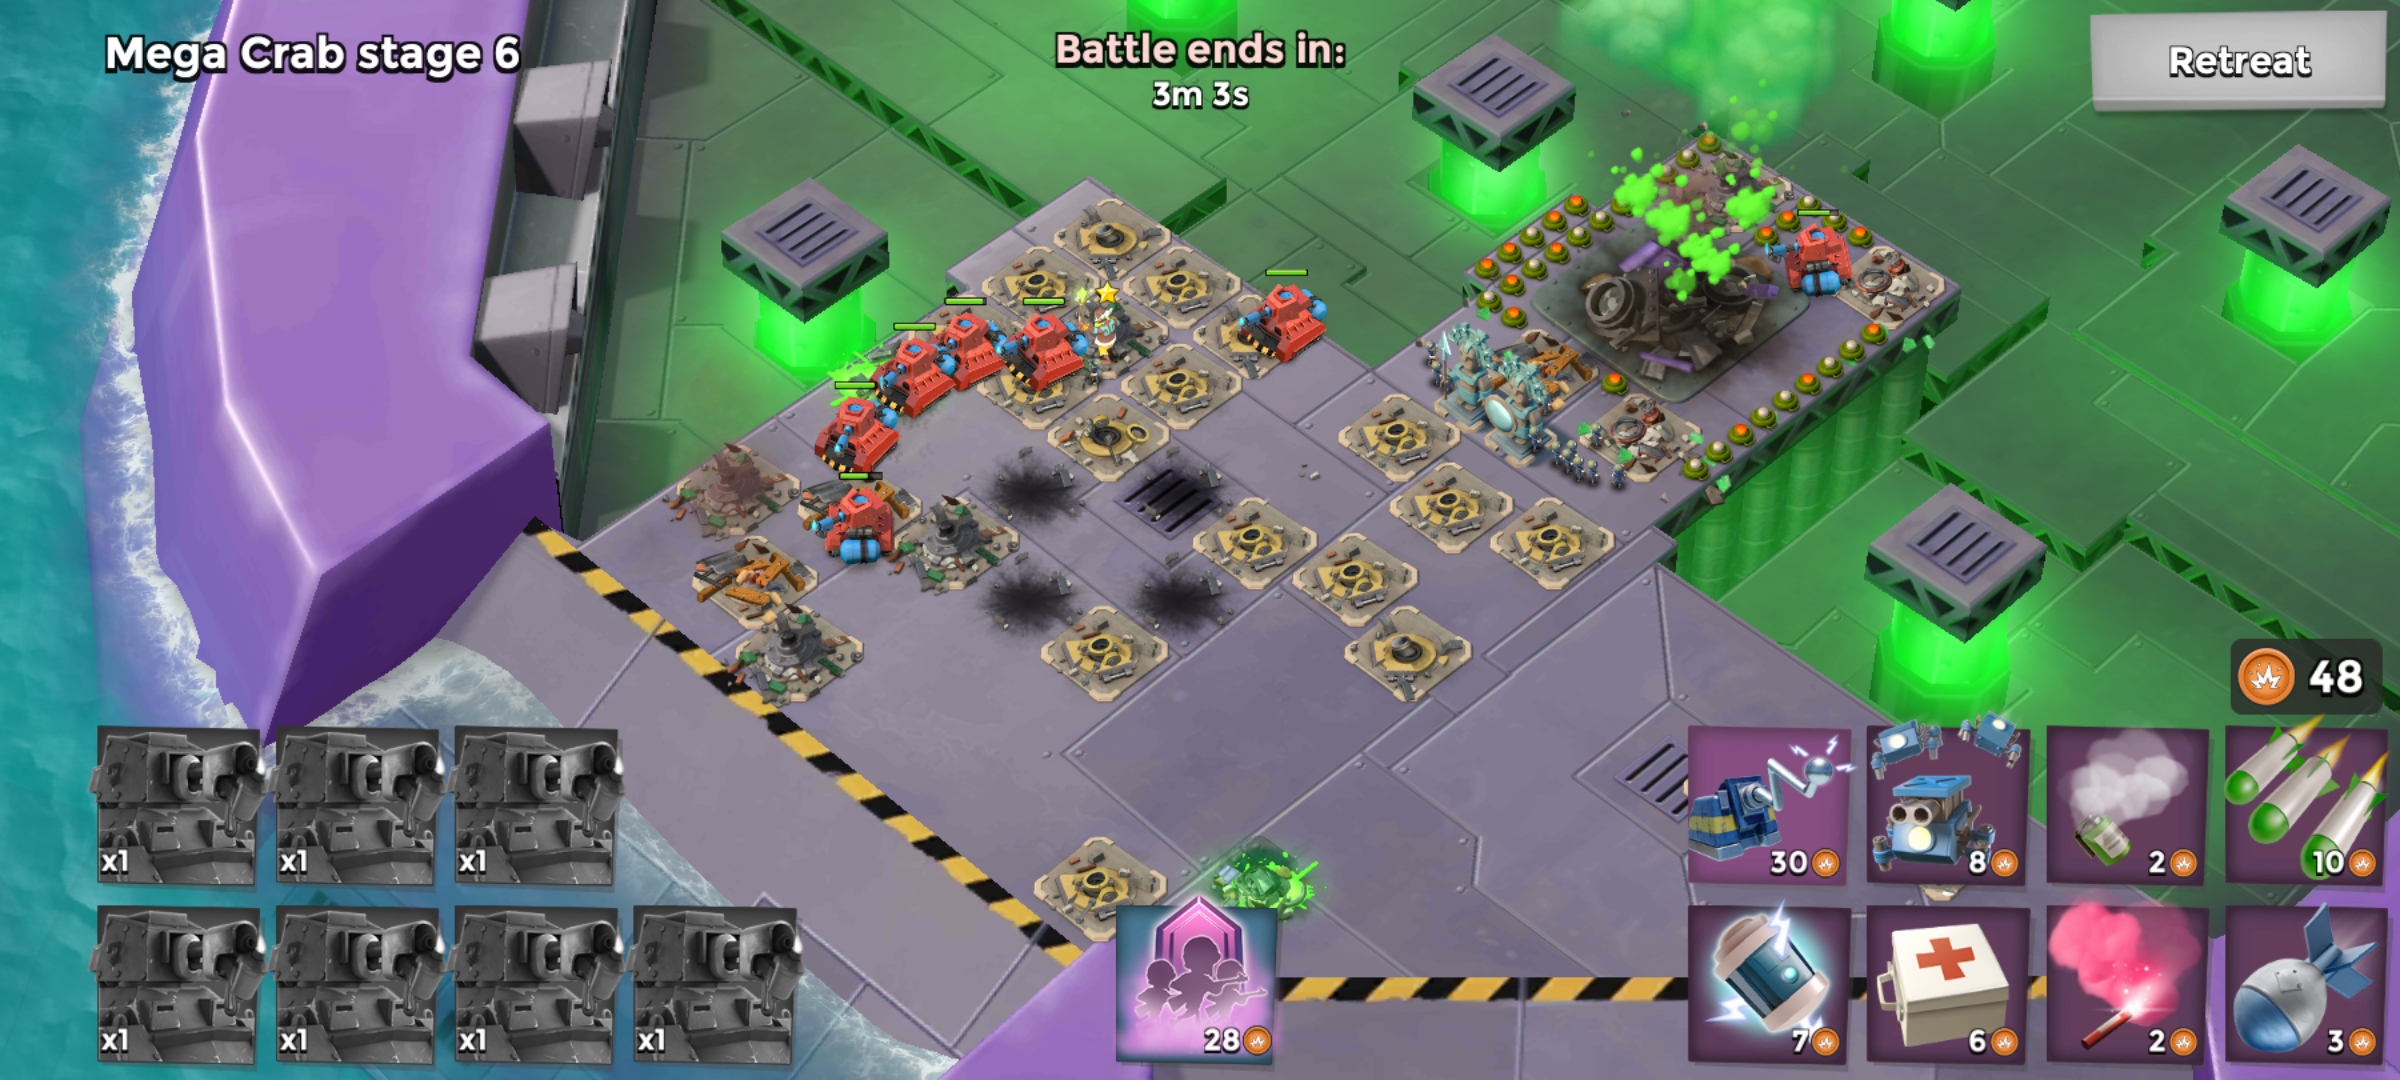 Mega Crab stage 6
Battle ends in:
3m 3s
Retreat
48
x1
x1
x1
30
8
2
10
x1
x1
x1
x1
28
7
6
2
3